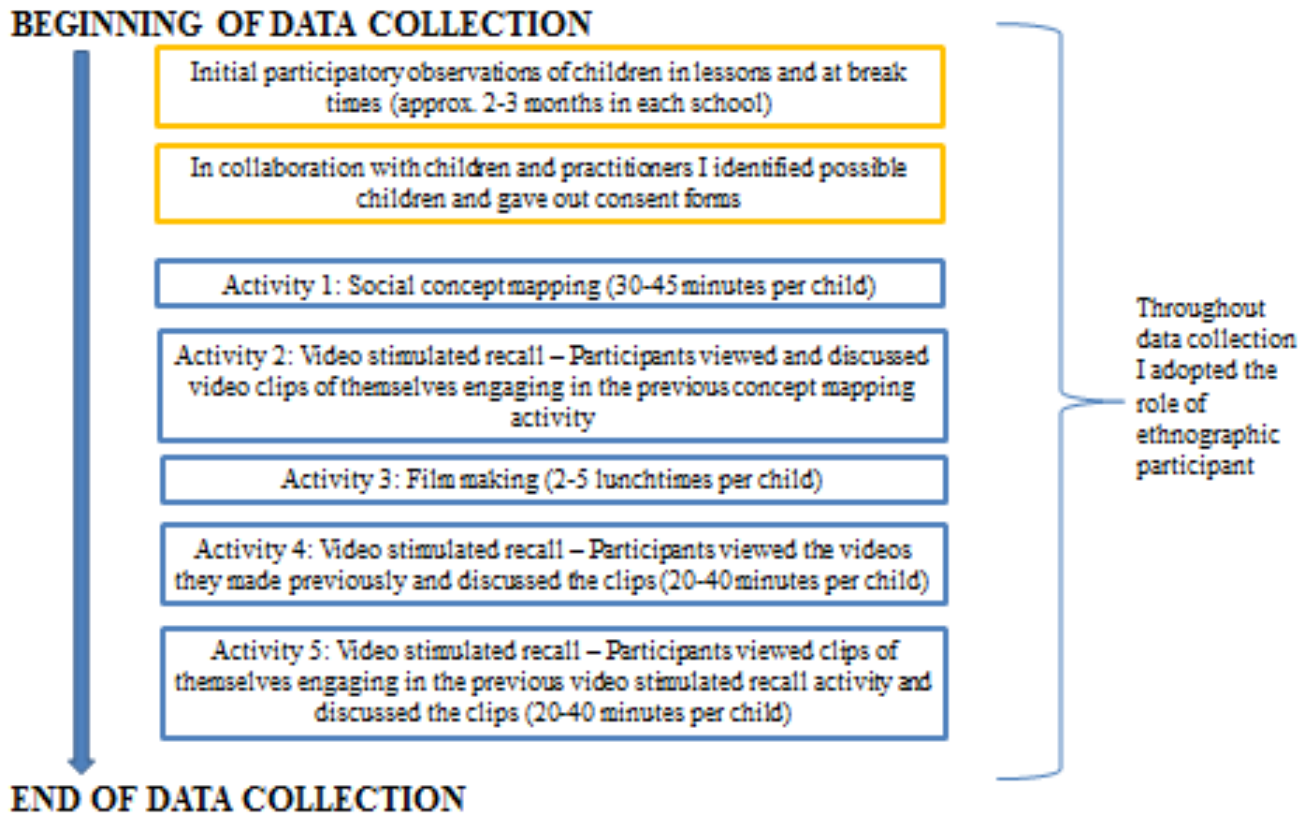 BEGINNING OF DATA COLLECTION
Initial participatory observations of children in lessons and at break
times (approx. 2-3 months in each school)
In collaboration with children and practitioners I identified possible
children and gave out consent forms
Activity 1: Social concept mapping (30-45 minutes per child)
Activity 2: Video stimulated recall – Participants viewed and discussed
video clips of themselves engaging in the previous concept mapping
activity
Activity 3: Film making (2-5 lunchtimes per child)
Activity 4: Video stimulated recall – Participants viewed the videos
they made previously and discussed the clips (20-40 minutes per child)
Activity 5: Video stimulated recall – Participants viewed clips of
themselves engaging in the previous video stimulated recall activity and
discussed the clips (20-40 minutes per child)
Throughout
data collection
I adopted the
role of
ethnographic
participant
END OF DATA COLLECTION